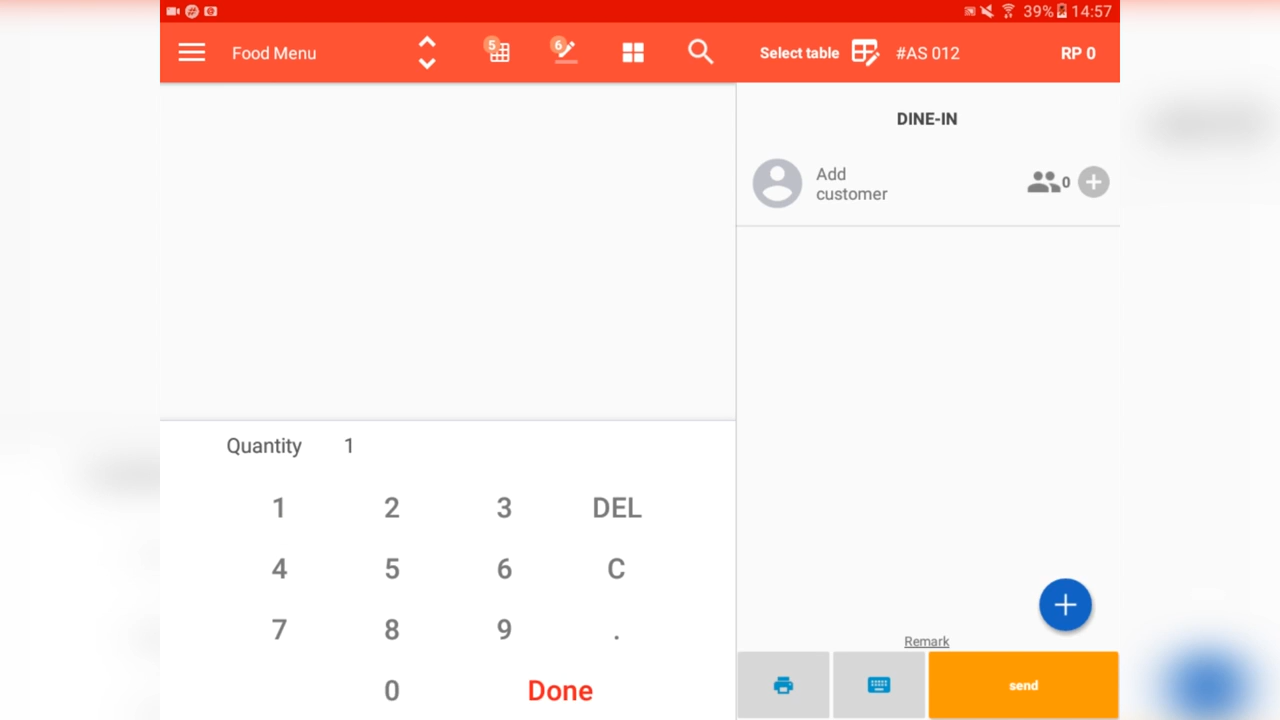 39% 14:57
Food Menu 5 6 Select table #AS 012 RP 0
DINE-IN
Add
customer
0
Quantity 1
1 2 3 DEL
4 5 6 C
7 8 9 .
0 Done
Remark
send